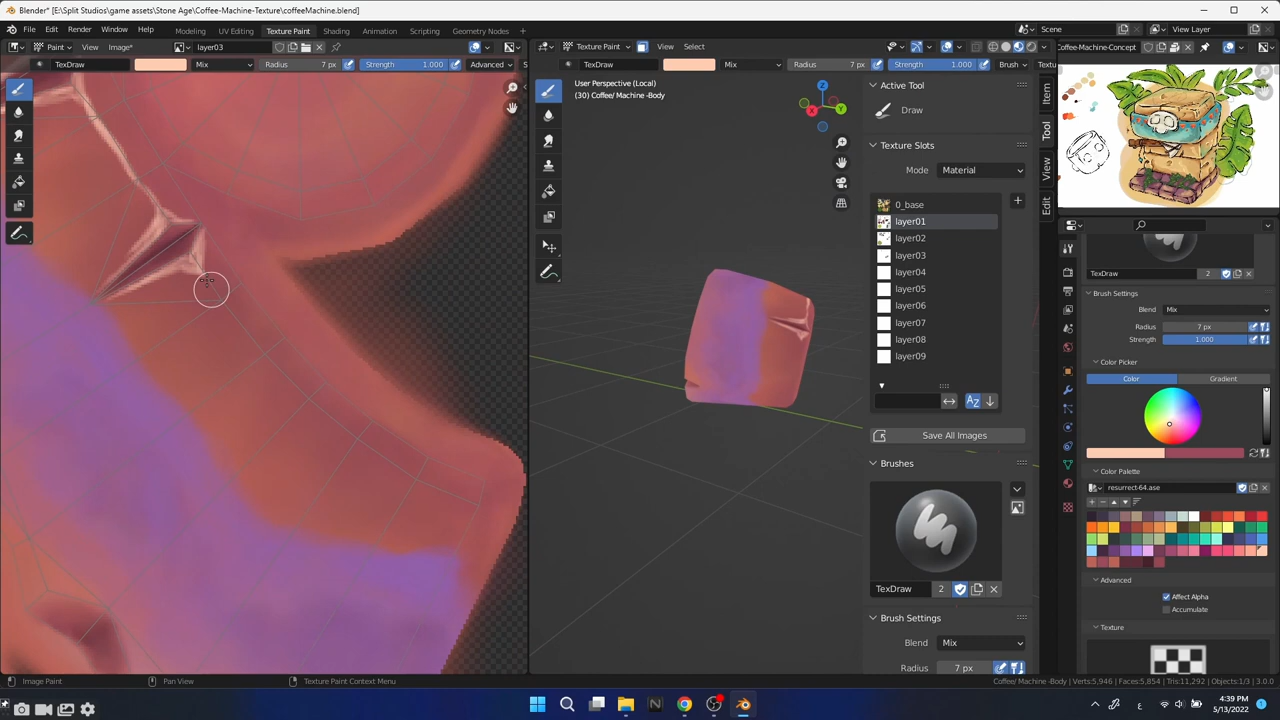 Blender* [E:\Split Studios\game assets\Stone Age\Coffee-Machine-Texture\coffeeMachine.blend]
File Edit Render Window Help Modeling UV Editing Texture Paint Shading Animation Scripting Geometry Nodes Scene View Layer
Paint View Image* layer03 Texture Paint View Select Coffee-Machine-Concept
TexDraw Mix Radius 7 px Strength 1.000 Advanced TexDraw Mix Radius 7 px Strength 1.000 Brush
User Perspective (Local)
(30) Coffee/ Machine -Body
Active Tool
Draw
Texture Slots
Mode Material
0_base
layer01
layer02
layer03
layer04
layer05
layer06
layer07
layer08
layer09
Save All Images
Brushes
TexDraw 2
Brush Settings
Blend Mix
Radius 7 px
Item
Tool
View
Edit
TexDraw 2
Brush Settings
Blend Mix
Radius 7 px
Strength 1.000
Color Picker
Color Gradient
Color Palette
resurrect-64.ase
Advanced
Affect Alpha
Accumulate
Texture
Image Paint Pan View Texture Paint Context Menu Coffee/ Machine -Body | Verts:5,946 | Faces:5,854 | Tris:11,292 | Objects:1/3 | 3.0.0
4:39 PM
5/13/2022